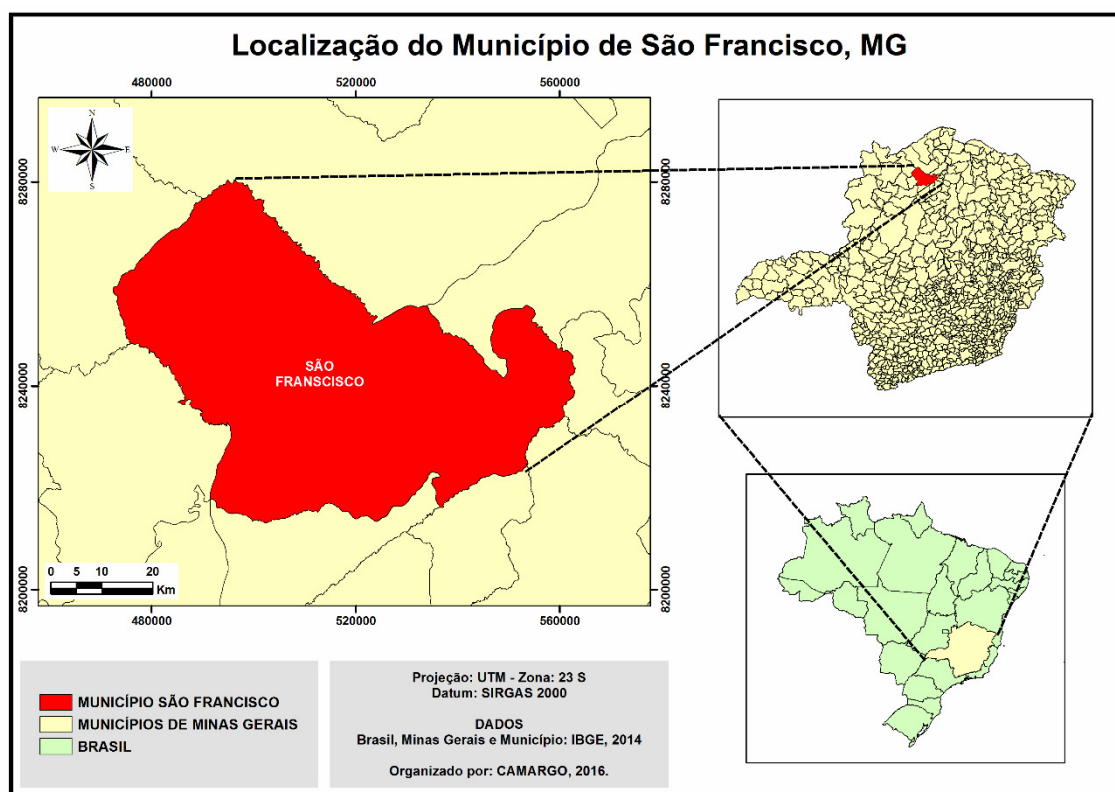 Localização do Município de São Francisco, MG
480000
520000
560000
N
W
E
S
8280000
8280000
SÃO
FRANSCISCO
8240000
8240000
0 5 10 20
Km
8200000
8200000
480000
520000
560000
MUNICÍPIO SÃO FRANCISCO
MUNICÍPIOS DE MINAS GERAIS
BRASIL
Projeção: UTM - Zona: 23 S
Datum: SIRGAS 2000
DADOS
Brasil, Minas Gerais e Município: IBGE, 2014
Organizado por: CAMARGO, 2016.